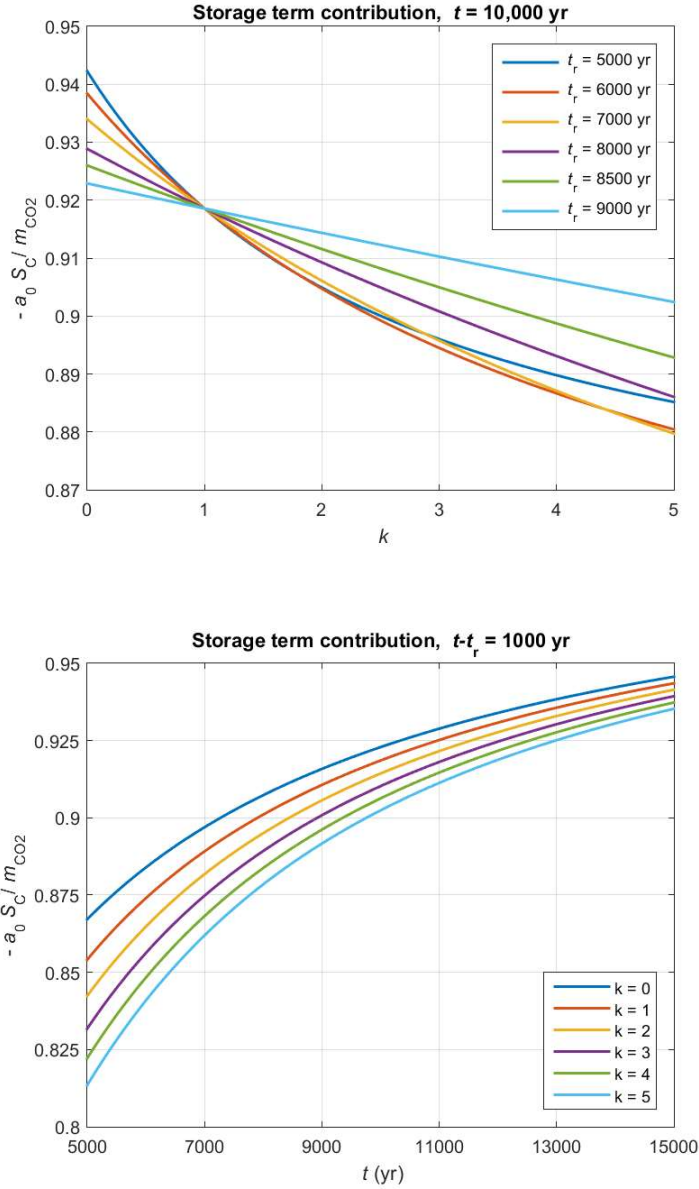 Storage term contribution, t = 10,000 yr
0.95
0.94
0.93
0.92
0.91
0.9
0.89
0.88
0.87
- a0 SC/ mCO2
tr = 5000 yr
tr = 6000 yr
tr = 7000 yr
tr = 8000 yr
tr = 8500 yr
tr = 9000 yr
0 1 2 3 4 5
k
Storage term contribution, t-tr = 1000 yr
0.95
0.925
0.9
0.875
0.85
0.825
0.8
- a0 SC/ mCO2
k = 0
k = 1
k = 2
k = 3
k = 4
k = 5
5000 7000 9000 11000 13000 15000
t (yr)